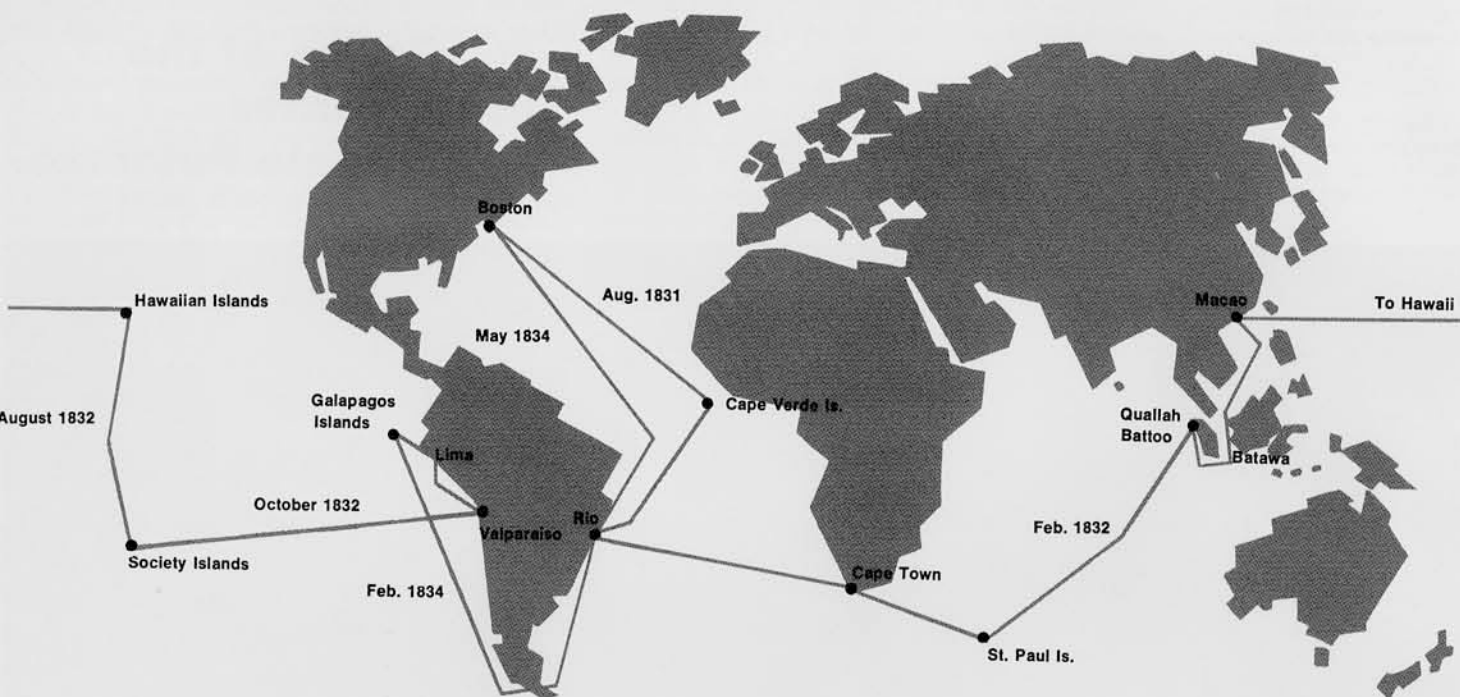 Boston
Aug. 1831
Hawaiian Islands
Macao
To Hawaii
May 1834
Galapagos
Islands
Cape Verde Is.
August 1832
Quallah
Battoo
Lima
Batawa
October 1832
Rio
Valparaiso
Feb. 1832
Society Islands
Cape Town
Feb. 1834
St. Paul Is.